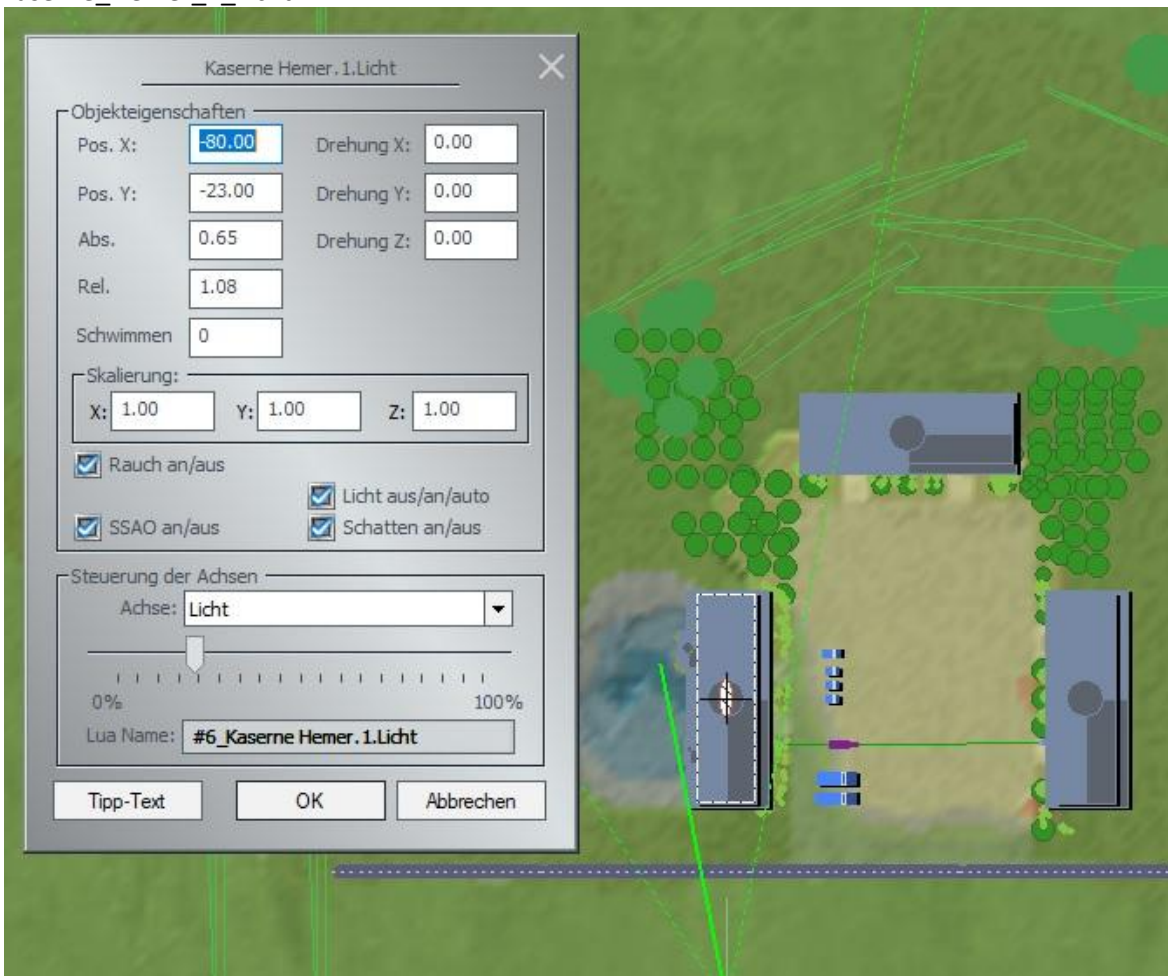 Kaserne Hemer.1.Licht
Objekteigenschaften
Pos. X: -80.00 Drehung X: 0.00
Pos. Y: -23.00 Drehung Y: 0.00
Abs. 0.65 Drehung Z: 0.00
Rel. 1.08
Schwimmen 0
Skalierung:
X: 1.00 Y: 1.00 Z: 1.00
Rauch an/aus
Licht aus/an/auto
SSAO an/aus Schatten an/aus
Steuerung der Achsen
Achse: Licht
0% 100%
Lua Name: #6_Kaserne Hemer.1.Licht
Tipp-Text OK Abbrechen